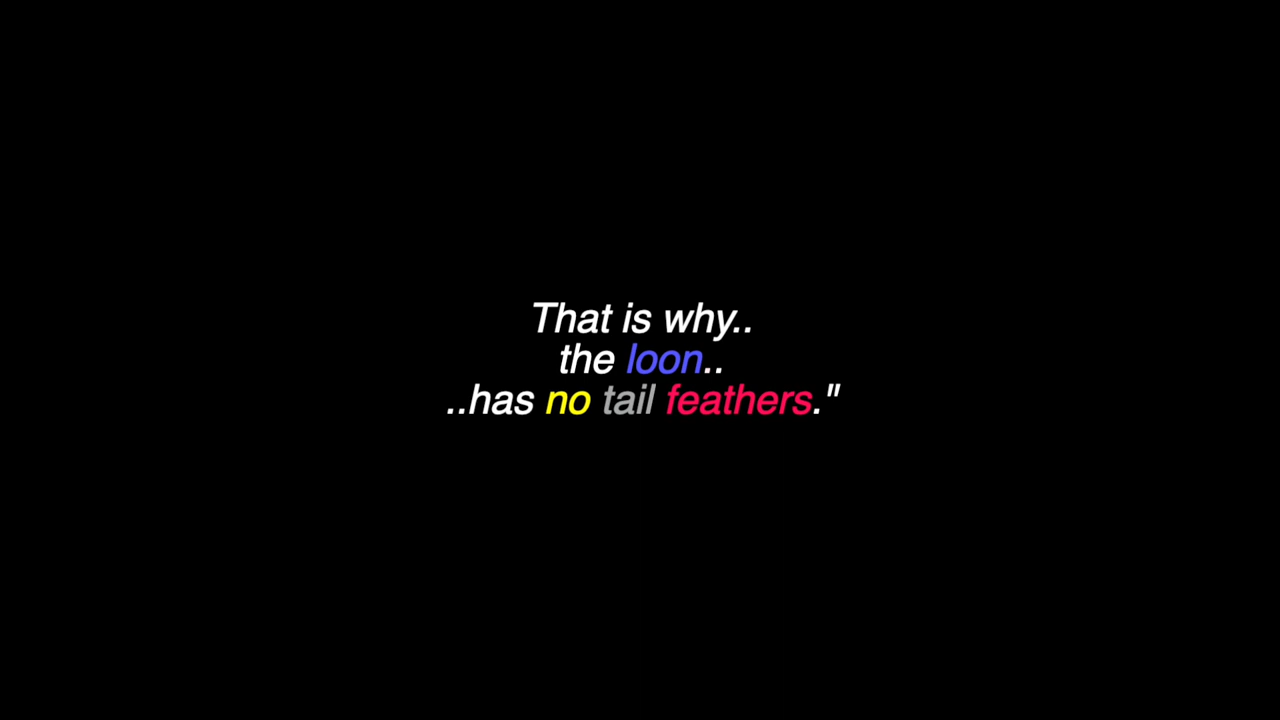 That is why..
the loon..
..has no tail feathers."